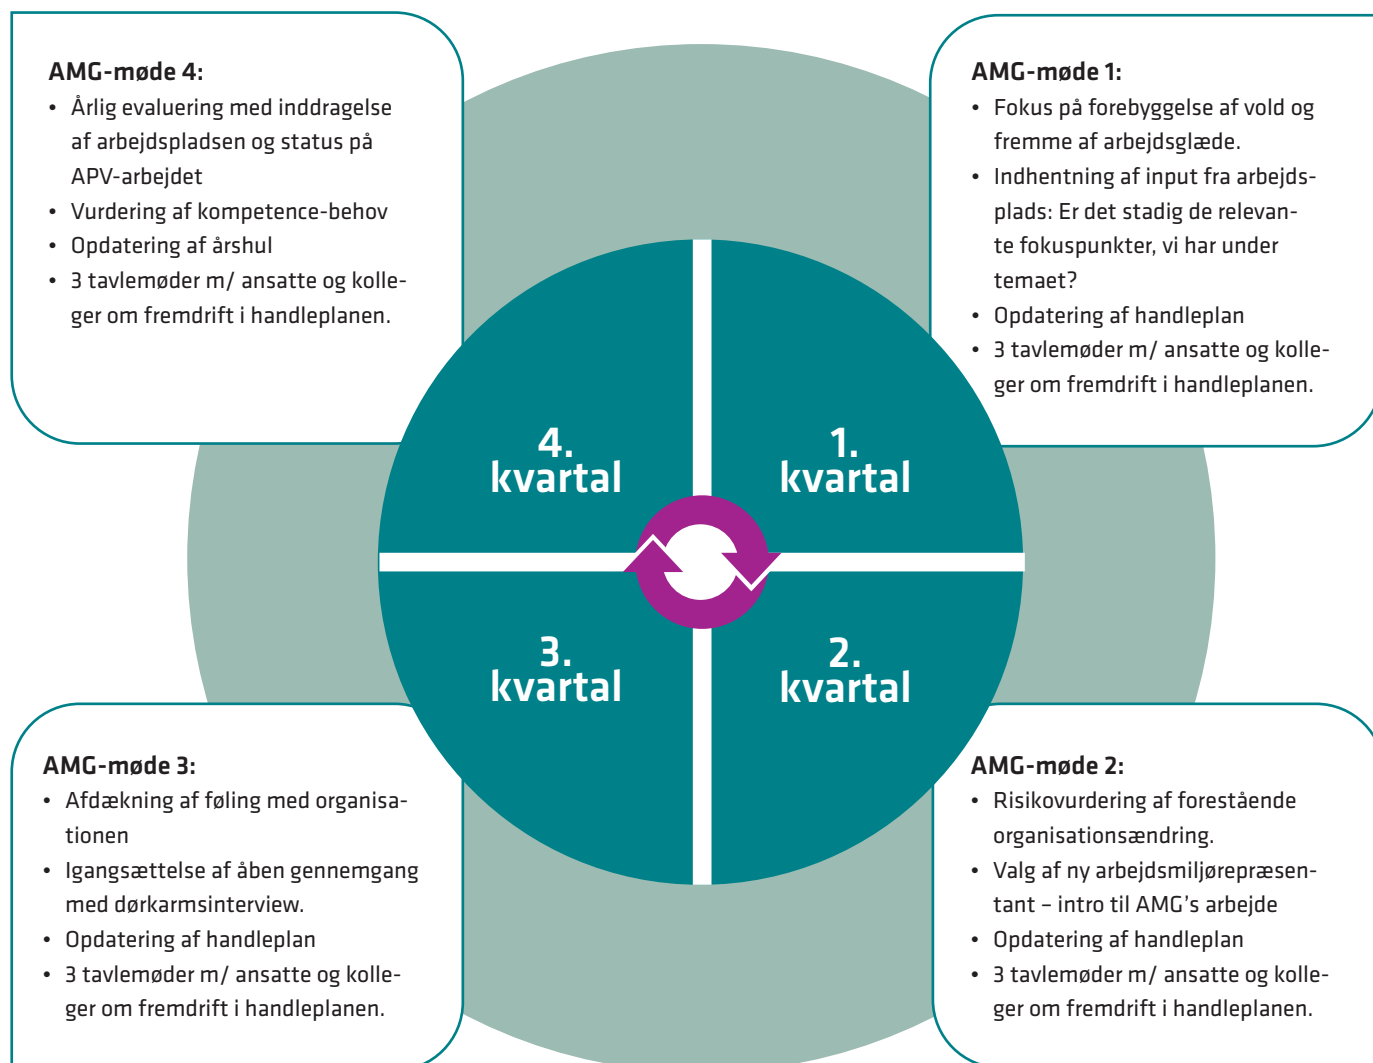 AMG-møde 4:
• Årlig evaluering med inddragelse
af arbejdspladsen og status på
APV-arbejdet
• Vurdering af kompetence-behov
• Opdatering af årshul
• 3 tavlemøder m/ ansatte og kolle-
ger om fremdrift i handleplanen.
AMG-møde 1:
• Fokus på forebyggelse af vold og
fremme af arbejdsglæde.
• Indhentning af input fra arbejds-
plads: Er det stadig de relevan-
te fokuspunkter, vi har under
temaet?
• Opdatering af handleplan
• 3 tavlemøder m/ ansatte og kolle-
ger om fremdrift i handleplanen.
4.
kvartal
1.
kvartal
3.
kvartal
2.
kvartal
AMG-møde 3:
• Afdækning af føling med organisa-
tionen
• Igangsættelse af åben gennemgang
med dørkarmsinterview.
• Opdatering af handleplan
• 3 tavlemøder m/ ansatte og kolle-
ger om fremdrift i handleplanen.
AMG-møde 2:
• Risikovurdering af forestående
organisationsændring.
• Valg af ny arbejdsmiljørepræsen-
tant – intro til AMG’s arbejde
• Opdatering af handleplan
• 3 tavlemøder m/ ansatte og kolle-
ger om fremdrift i handleplanen.